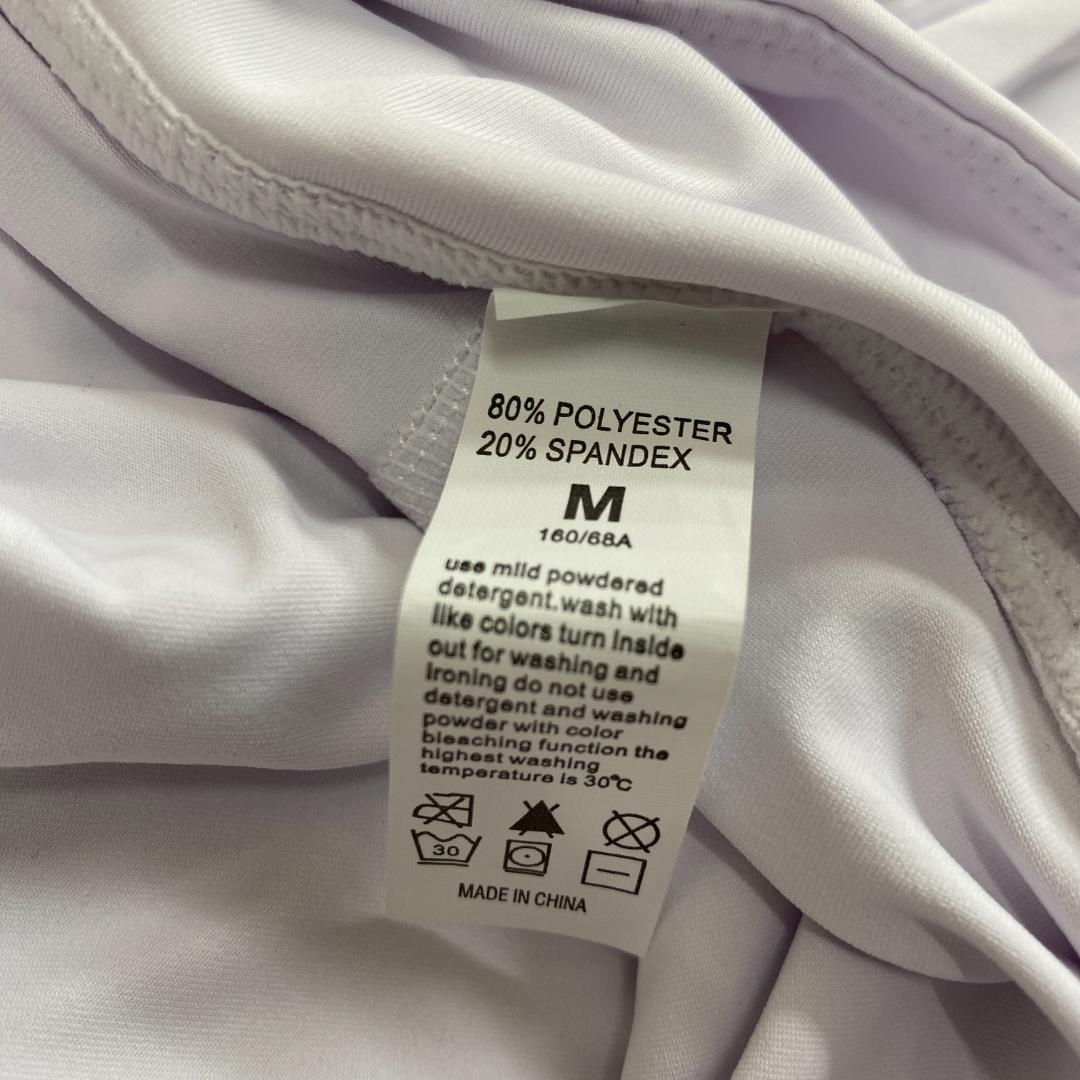 80% POLYESTER
20% SPANDEX
M
160/68A
use mild powdered
detergent.wash with
like colors turn inside
out for washing and
ironing do not use
detergent and washing
powder with color
bleaching function the
highest washing
temperature is 30℃
30
MADE IN CHINA